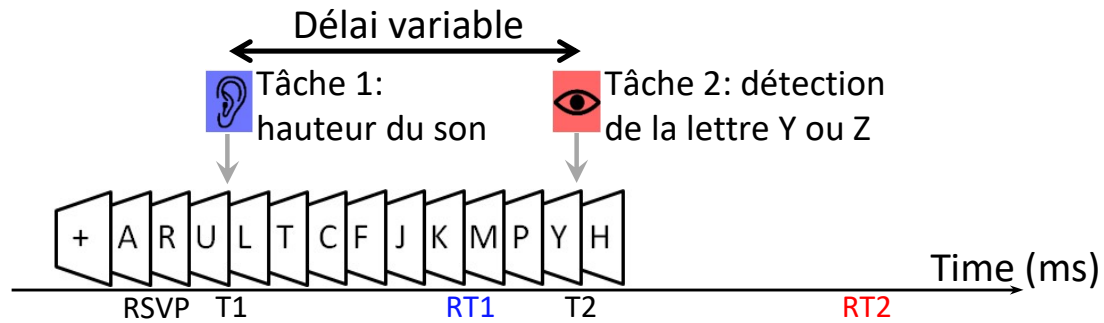 Délai variable
Tâche 1:
hauteur du son
Tâche 2: détection
de la lettre Y ou Z
+ A R U L T C F J K M P Y H
Time (ms)
RSVP T1 RT1 T2 RT2